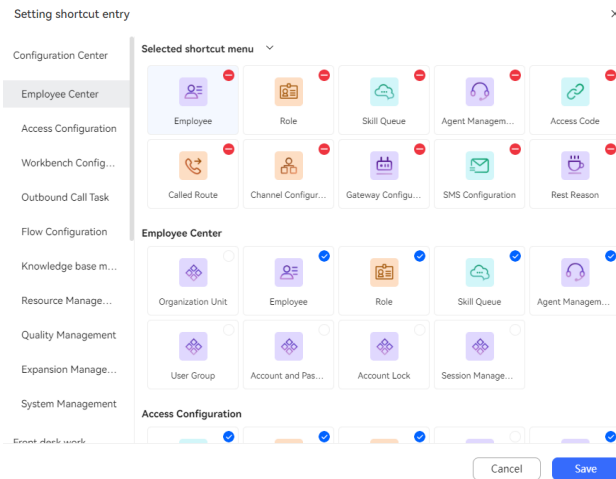 Setting shortcut entry
Configuration Center
Employee Center
Access Configuration
Workbench Config...
Outbound Call Task
Flow Configuration
Knowledge base m...
Resource Manage...
Quality Management
Expansion Manage...
System Management
Front desk work
Selected shortcut menu
Employee
Role
Skill Queue
Agent Managem...
Access Code
Called Route
Channel Configur...
Gateway Configu...
SMS Configuration
Rest Reason
Employee Center
Organization Unit
Employee
Role
Skill Queue
Agent Managem...
User Group
Account and Pas...
Account Lock
Session Manage...
Access Configuration
Cancel
Save